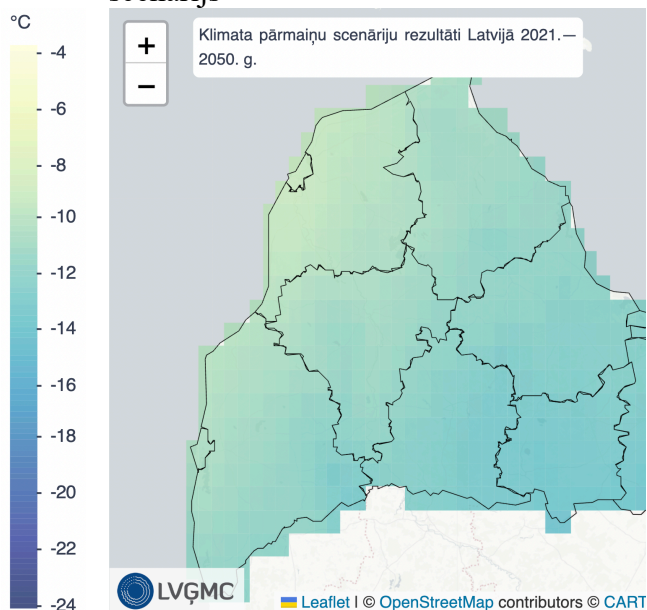 scenārijs
°C
+
−
Klimata pārmaiņu scenāriju rezultāti Latvijā 2021.—
2050. g.
-4
-6
-8
-10
-12
-14
-16
-18
-20
-22
-24
LVĢMC
Leaflet | © OpenStreetMap contributors © CART